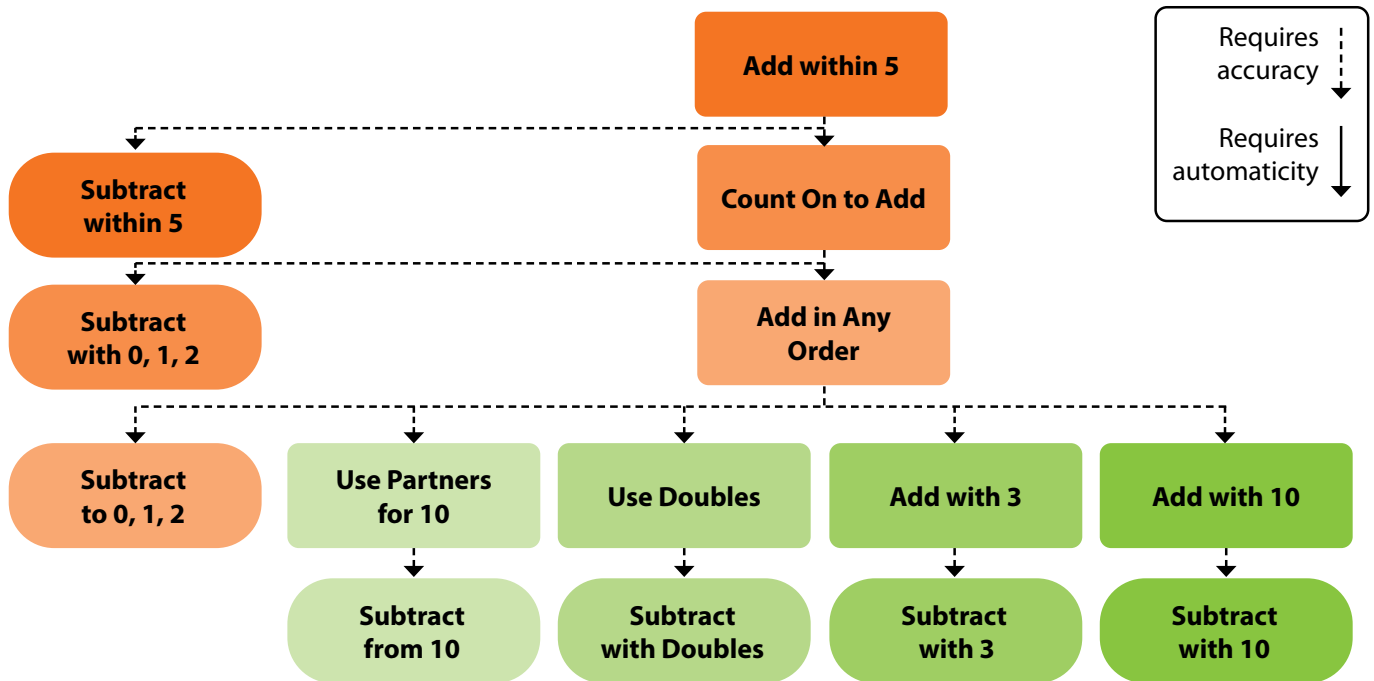 Add within 5
Requires
accuracy
Requires
automaticity
Subtract
within 5
Count On to Add
Subtract
with 0, 1, 2
Add in Any
Order
Subtract
to 0, 1, 2
Use Partners
for 10
Use Doubles
Add with 3
Add with 10
Subtract
from 10
Subtract
with Doubles
Subtract
with 3
Subtract
with 10